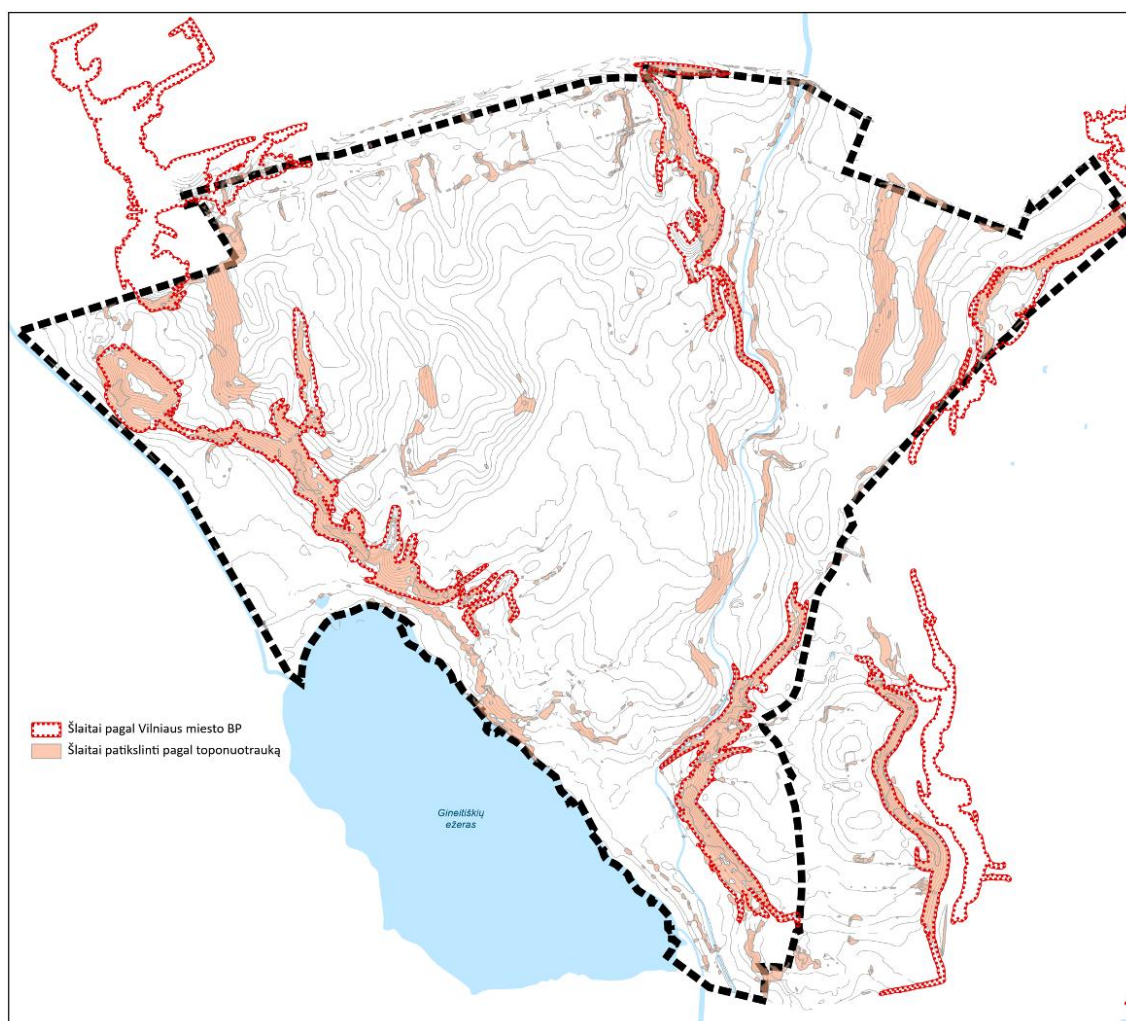 Šlaitai pagal Vilniaus miesto BP
Šlaitai patikslinti pagal toponuotrauką
Gineitiškių
ežeras